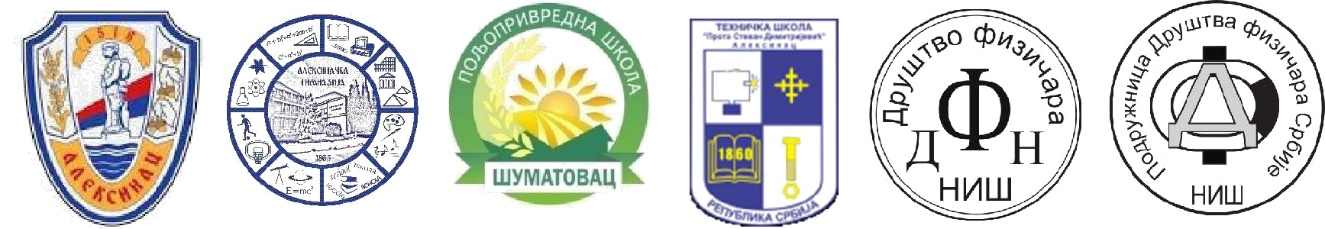 1516
АЛЕКСИНАЦ
АЛЕКСИНАЧКА
ГИМНАЗИЈА
1865
E=mc²
ПОЉОПРИВРЕДНА ШКОЛА
ШУМАТОВАЦ
ТЕХНИЧКА ШКОЛА
"Прота Стеван Димитријевић"
Алексинац
1860
РЕПУБЛИКА СРБИЈА
Друштво физичара
Д Ф Н
НИШ
Подружница Друштва физичара Србије
НИШ